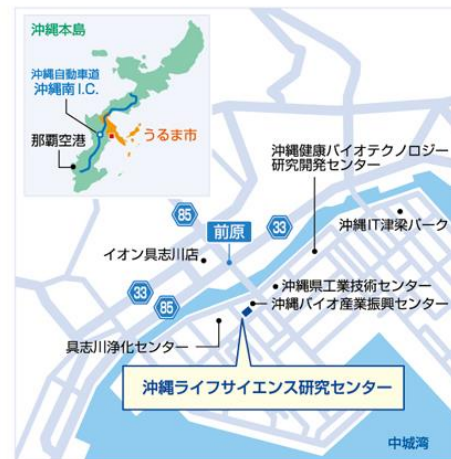 沖縄本島
沖縄自動車道
沖縄南I.C.
那覇空港
うるま市
沖縄健康バイオテクノロジー
研究開発センター
85
前原
33
沖縄IT津梁パーク
イオン具志川店
沖縄県工業技術センター
33
85
沖縄バイオ産業振興センター
具志川浄化センター
沖縄ライフサイエンス研究センター
中城湾